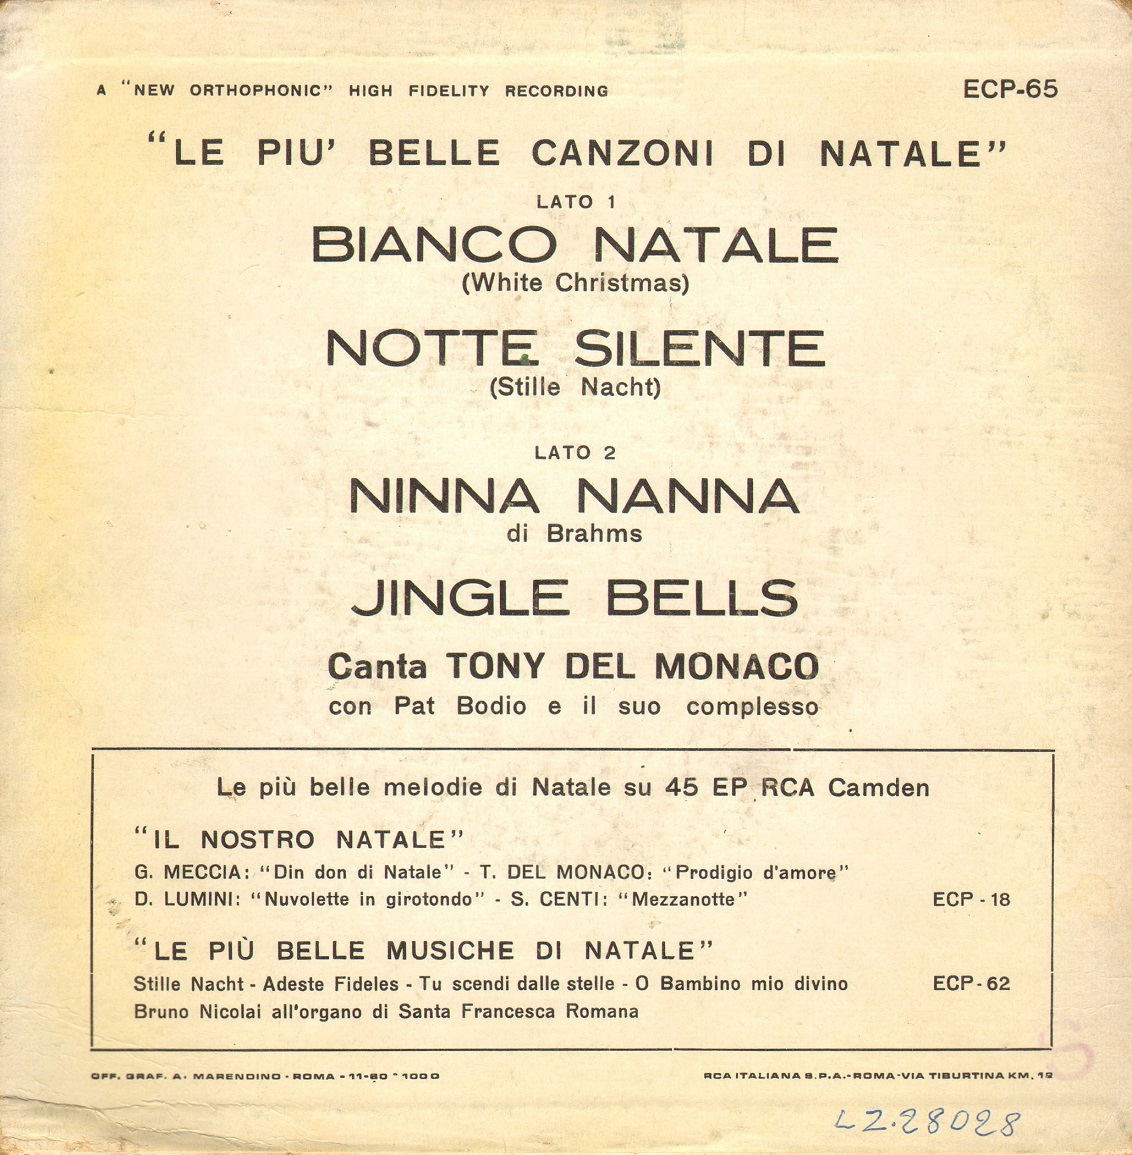 A "NEW ORTHOPHONIC" HIGH FIDELITY RECORDING
ECP-65
"LE PIU' BELLE CANZONI DI NATALE"
LATO 1
BIANCO NATALE
(White Christmas)
NOTTE SILENTE
(Stille Nacht)
LATO 2
NINNA NANNA
di Brahms
JINGLE BELLS
Canta TONY DEL MONACO
con Pat Bodio e il suo complesso
Le più belle melodie di Natale su 45 EP RCA Camden
"IL NOSTRO NATALE"
G. MECCIA: "Din don di Natale" - T. DEL MONACO: "Prodigio d'amore"
D. LUMINI: "Nuvolette in girotondo" - S. CENTI: "Mezzanotte" ECP - 18
"LE PIÙ BELLE MUSICHE DI NATALE"
Stille Nacht - Adeste Fideles - Tu scendi dalle stelle - O Bambino mio divino ECP - 62
Bruno Nicolai all'organo di Santa Francesca Romana
OFF. GRAF. A. MARENDINO - ROMA - 11-60 - 1000
RCA ITALIANA S.P.A.-ROMA-VIA TIBURTINA KM. 12
LZ.28028